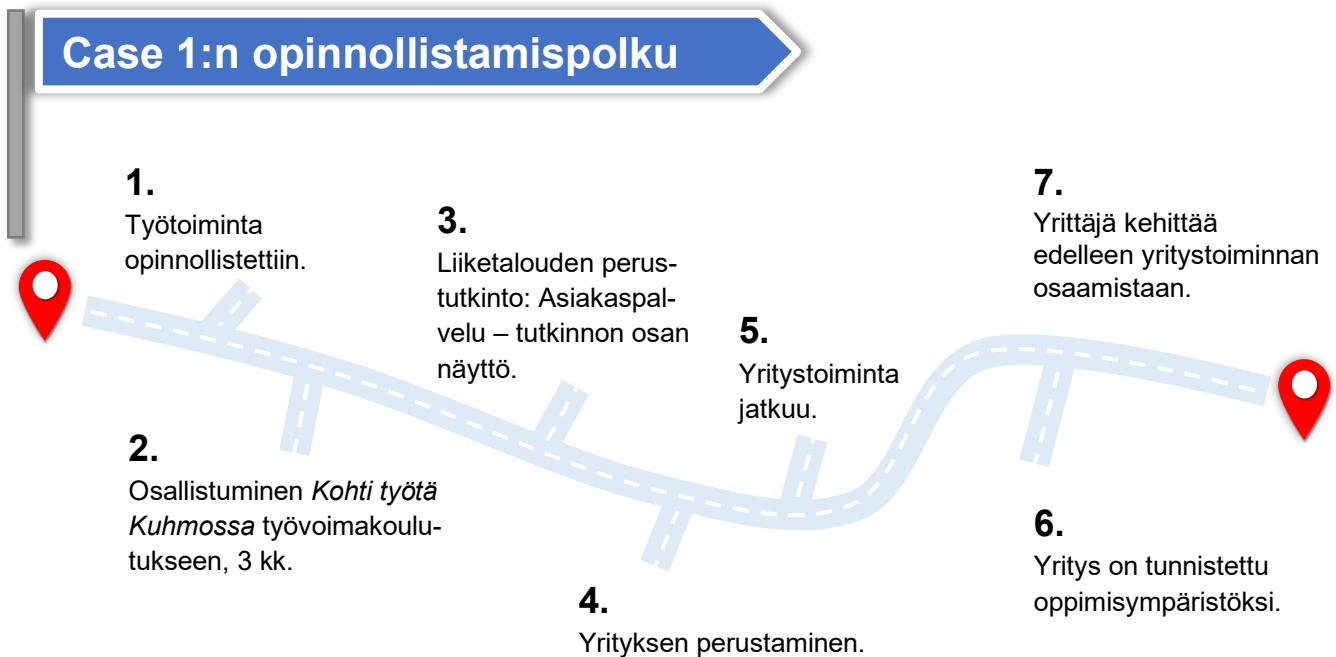 Case 1:n opinnollistamispolku
1.
Työtoiminta
opinnollistettiin.
2.
Osallistuminen Kohti työtä
Kuhmossa työvoimakoulu-
tukseen, 3 kk.
3.
Liiketalouden perus-
tutkinto: Asiakaspal-
velu – tutkinnon osan
näyttö.
4.
Yrityksen perustaminen.
5.
Yritystoiminta
jatkuu.
6.
Yritys on tunnistettu
oppimisympäristöksi.
7.
Yrittäjä kehittää
edelleen yritystoiminnan
osaamistaan.